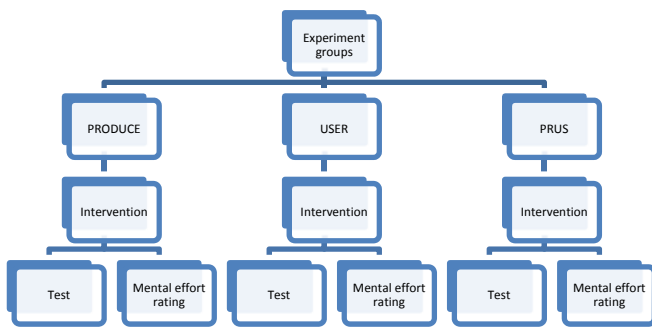 Experiment
groups
PRODUCE
USER
PRUS
Intervention
Intervention
Intervention
Test
Mental effort
rating
Test
Mental effort
rating
Test
Mental effort
rating